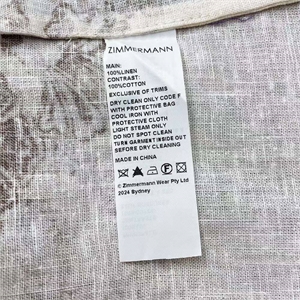 ZIMMERMANN
MAIN:
100%LINEN
CONTRAST:
100%COTTON
EXCLUSIVE OF TRIMS
DRY CLEAN ONLY CODE F
WITH PROTECTIVE BAG
COOL IRON WITH
PROTECTIVE CLOTH
LIGHT STEAM ONLY
DO NOT SPOT CLEAN
TURK GARMENT INSIDE OUT
BEFORE DRY CLEANING
MADE IN CHINA
© Zimmermann Wear Pty Ltd
2024 Sydney